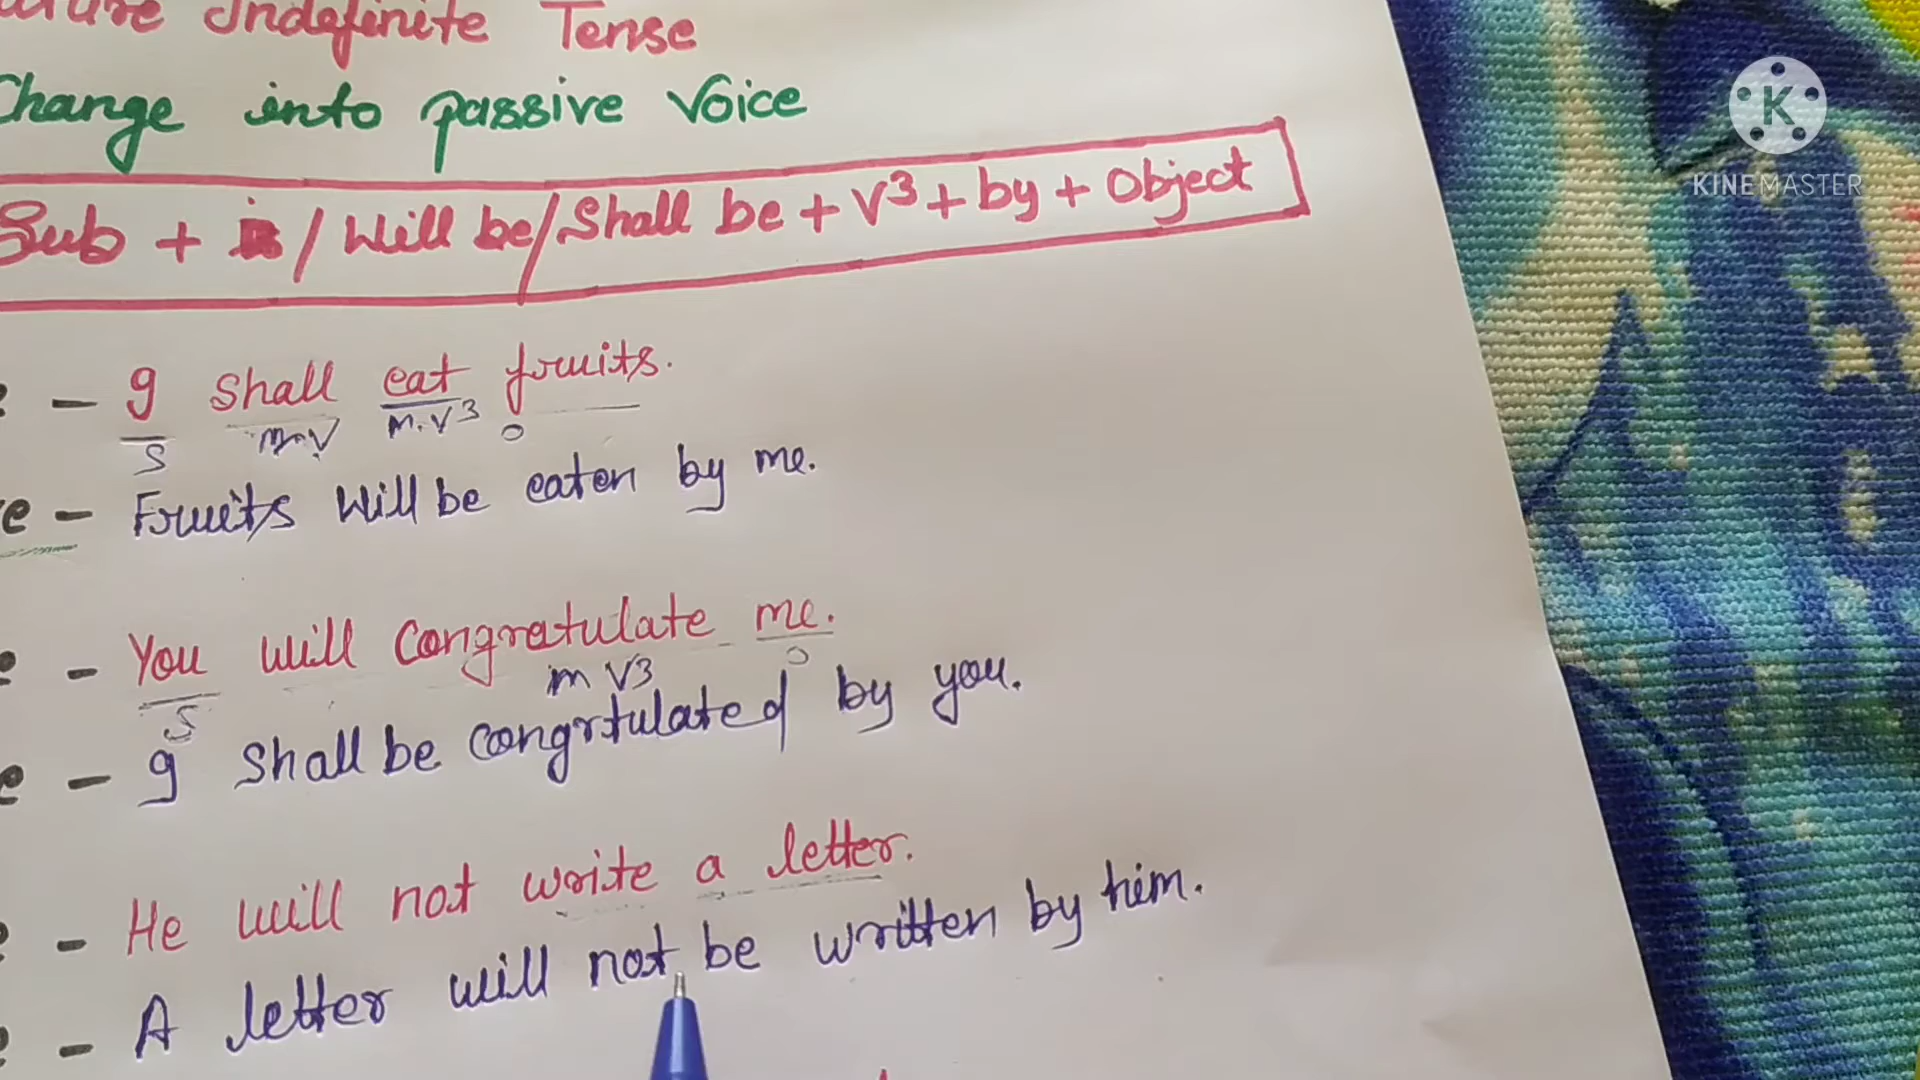 Indefinite Tense
Change into passive Voice
Sub + / Will be/Shall be + V3 + by + Object
e - I Shall eat fruits.
S m.V M.V3 O
e - Fruits Will be eaten by me.
e - You will Congratulate me.
S m V3 O
e - I Shall be Congrtulated by you.
e - He will not write a letter.
e - A letter will not be written by him.
K
KINEMASTER